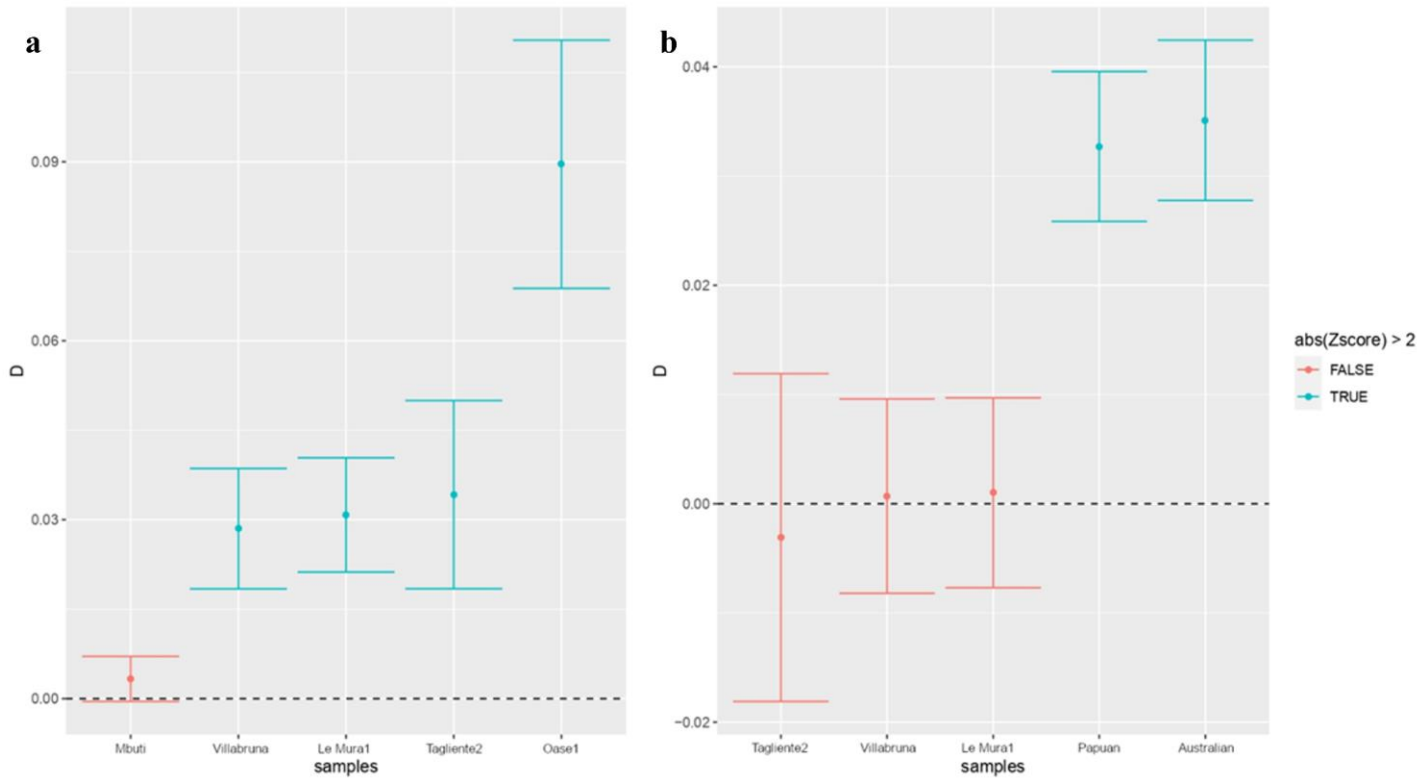 a
0.09
0.06
0.03
0.00
D
Mbuti
Villabruna
Le Mura1
Tagliente2
Oase1
samples
b
0.04
0.02
0.00
−0.02
D
Tagliente2
Villabruna
Le Mura1
Papuan
Australian
samples
abs(Zscore) > 2
FALSE
TRUE